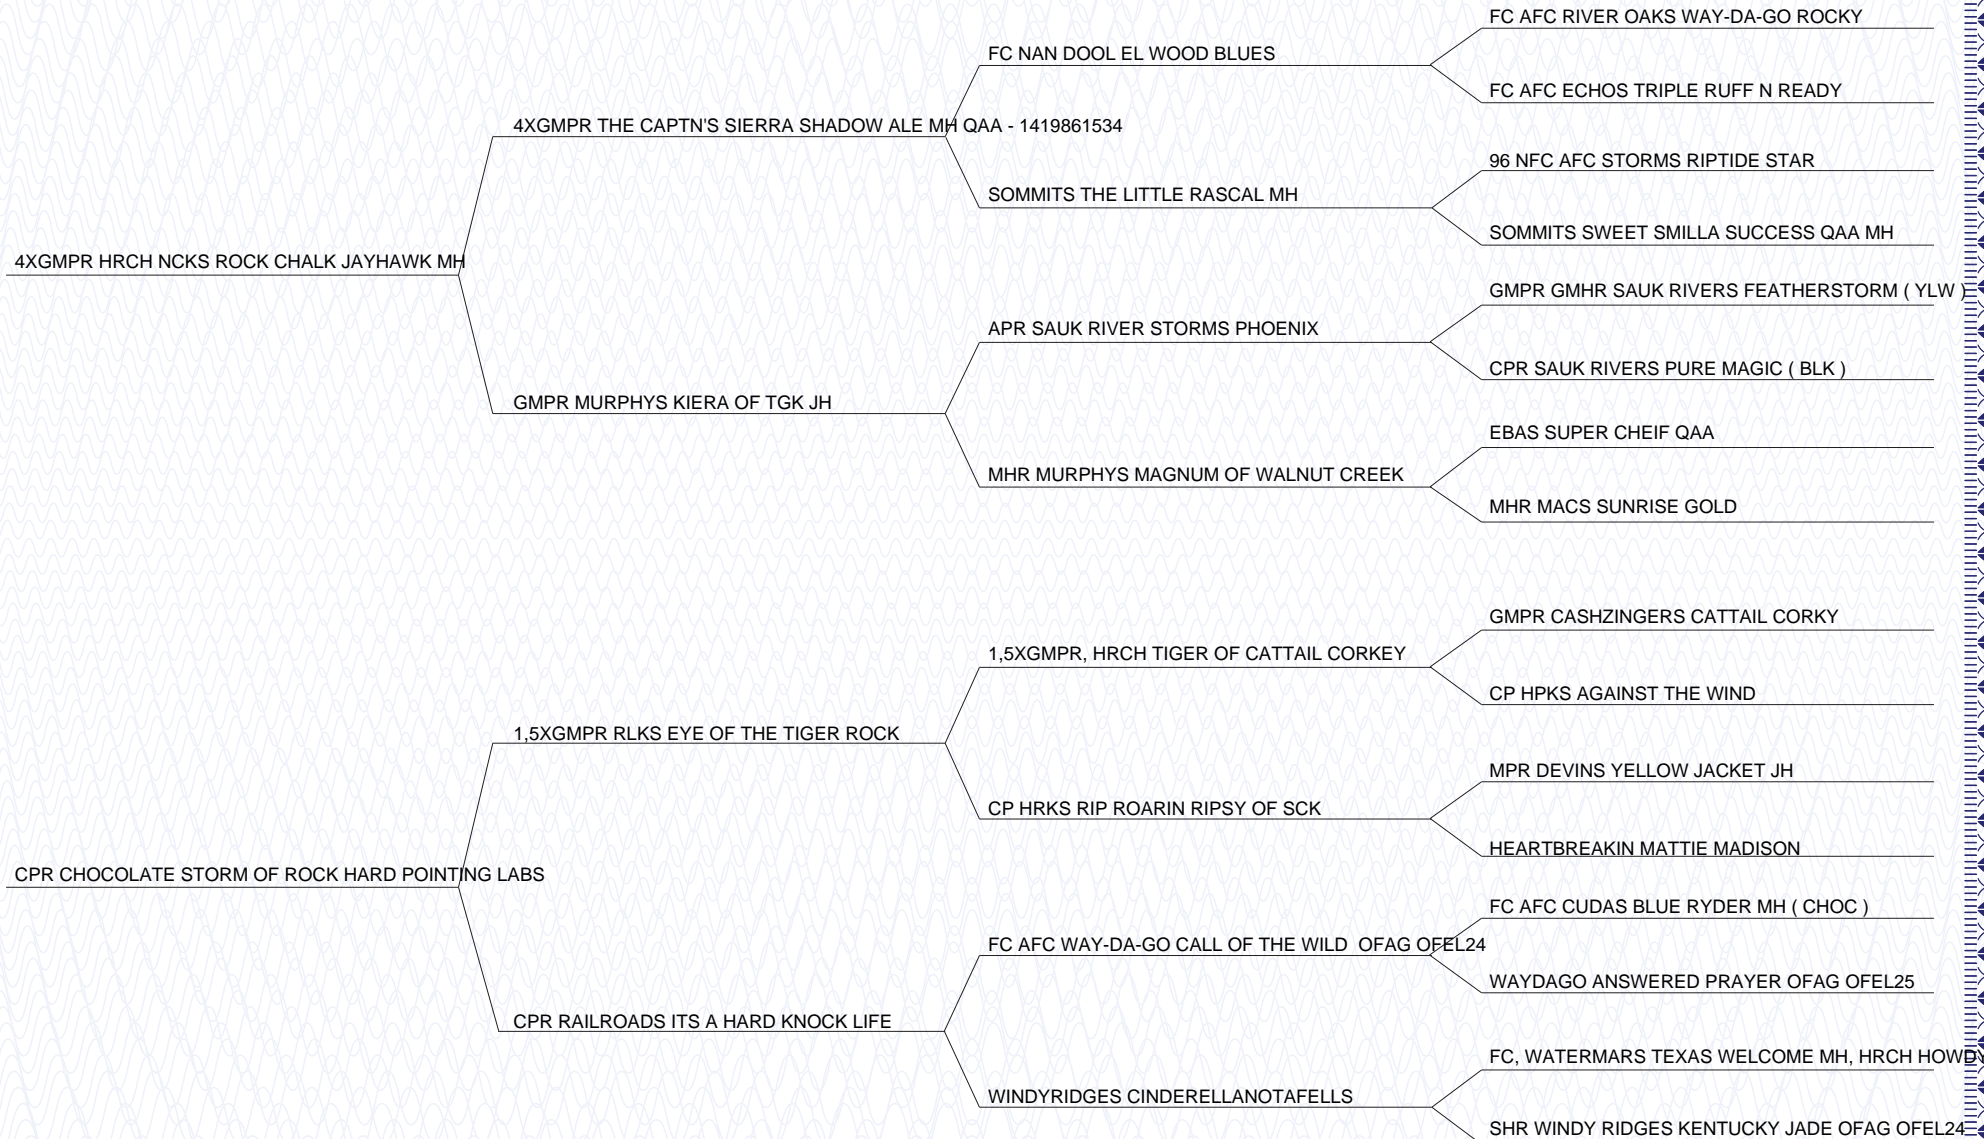 FC AFC RIVER OAKS WAY-DA-GO ROCKY
FC NAN DOOL EL WOOD BLUES
FC AFC ECHOS TRIPLE RUFF N READY
4XGMPR THE CAPTN'S SIERRA SHADOW ALE MH QAA - 1419861534
96 NFC AFC STORMS RIPTIDE STAR
SOMMITS THE LITTLE RASCAL MH
SOMMITS SWEET SMILLA SUCCESS QAA MH
4XGMPR HRCH NCKS ROCK CHALK JAYHAWK MH
GMPR GMHR SAUK RIVERS FEATHERSTORM ( YLW )
APR SAUK RIVER STORMS PHOENIX
CPR SAUK RIVERS PURE MAGIC ( BLK )
GMPR MURPHYS KIERA OF TGK JH
EBAS SUPER CHEIF QAA
MHR MURPHYS MAGNUM OF WALNUT CREEK
MHR MACS SUNRISE GOLD
GMPR CASHZINGERS CATTAIL CORKY
1,5XGMPR, HRCH TIGER OF CATTAIL CORKEY
CP HPKS AGAINST THE WIND
1,5XGMPR RLKS EYE OF THE TIGER ROCK
MPR DEVINS YELLOW JACKET JH
CP HRKS RIP ROARIN RIPSY OF SCK
HEARTBREAKIN MATTIE MADISON
CPR CHOCOLATE STORM OF ROCK HARD POINTING LABS
FC AFC CUDAS BLUE RYDER MH ( CHOC )
FC AFC WAY-DA-GO CALL OF THE WILD  OFAG OFEL24
WAYDAGO ANSWERED PRAYER OFAG OFEL25
CPR RAILROADS ITS A HARD KNOCK LIFE
FC, WATERMARS TEXAS WELCOME MH, HRCH HOWDY
WINDYRIDGES CINDERELLANOTAFELLS
SHR WINDY RIDGES KENTUCKY JADE OFAG OFEL24